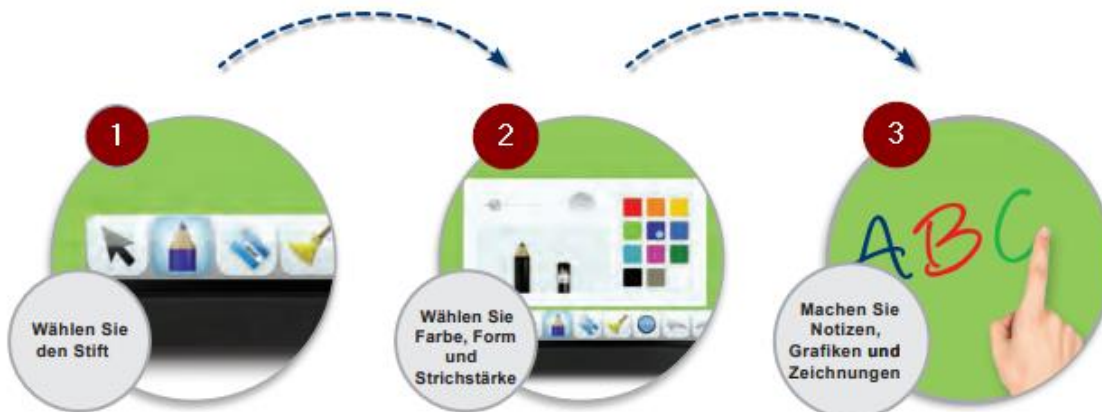 1
Wählen Sie
den Stift
2
Wählen Sie
Farbe, Form
und
Strichstärke
3
ABC
Machen Sie
Notizen,
Grafiken und
Zeichnungen